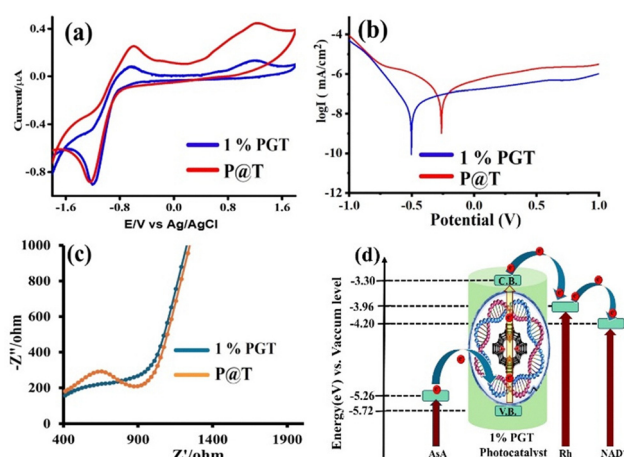 (a)
Current/μA
0.4
0.0
-0.4
-0.8
1 % PGT
P@T
-1.6
-0.8
0.0
0.8
1.6
E/V vs Ag/AgCl
(b)
logI ( mA/cm²)
-4
-6
-8
-10
-12
1 % PGT
P@T
-1.0
-0.5
0.0
0.5
1.0
Potential (V)
(c)
-Z''/ohm
1000
800
600
400
200
0
1 % PGT
P@T
400
900
1400
1900
Z'/ohm
(d)
Energy(eV) vs. Vaccum level
-3.30
-3.96
-4.20
-5.26
-5.72
C.B.
V.B.
AsA
1% PGT
Photocatalyst
Rh